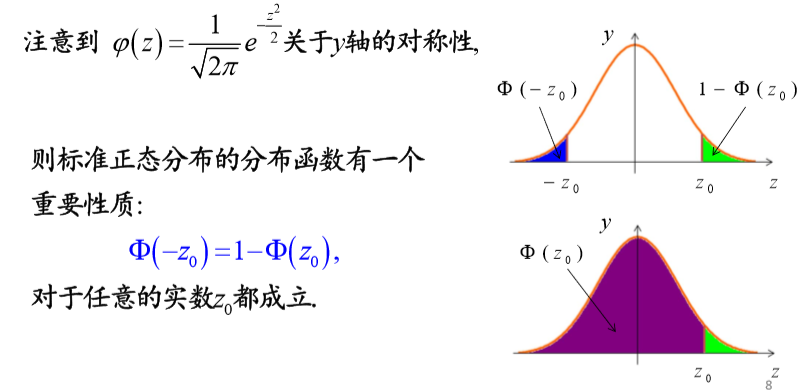 注意到 φ(z)=1/√(2π) e^(-z²/2) 关于y轴的对称性,
则标准正态分布的分布函数有一个
重要性质:
Φ(−z₀)=1−Φ(z₀),
对于任意的实数z₀都成立.
y
Φ(−z₀)
1−Φ(z₀)
−z₀
z₀
z
y
Φ(z₀)
z₀
z
8